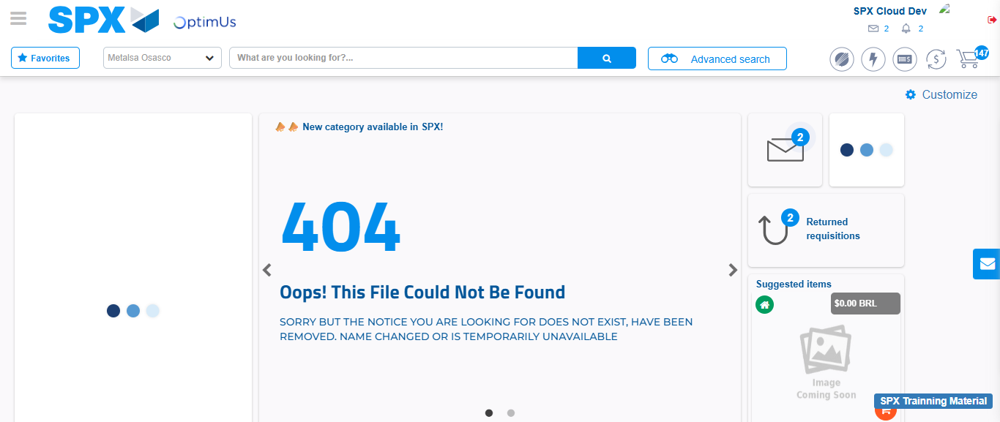 SPX
OptimUs
SPX Cloud Dev
2
2
Favorites
Metalsa Osasco
What are you looking for?...
Advanced search
$
$
147
Customize
New category available in SPX!
404
Oops! This File Could Not Be Found
SORRY BUT THE NOTICE YOU ARE LOOKING FOR DOES NOT EXIST, HAVE BEEN
REMOVED. NAME CHANGED OR IS TEMPORARILY UNAVAILABLE
2
2
Returned
requisitions
Suggested items
$0.00 BRL
Image
Coming Soon
SPX Trainning Material